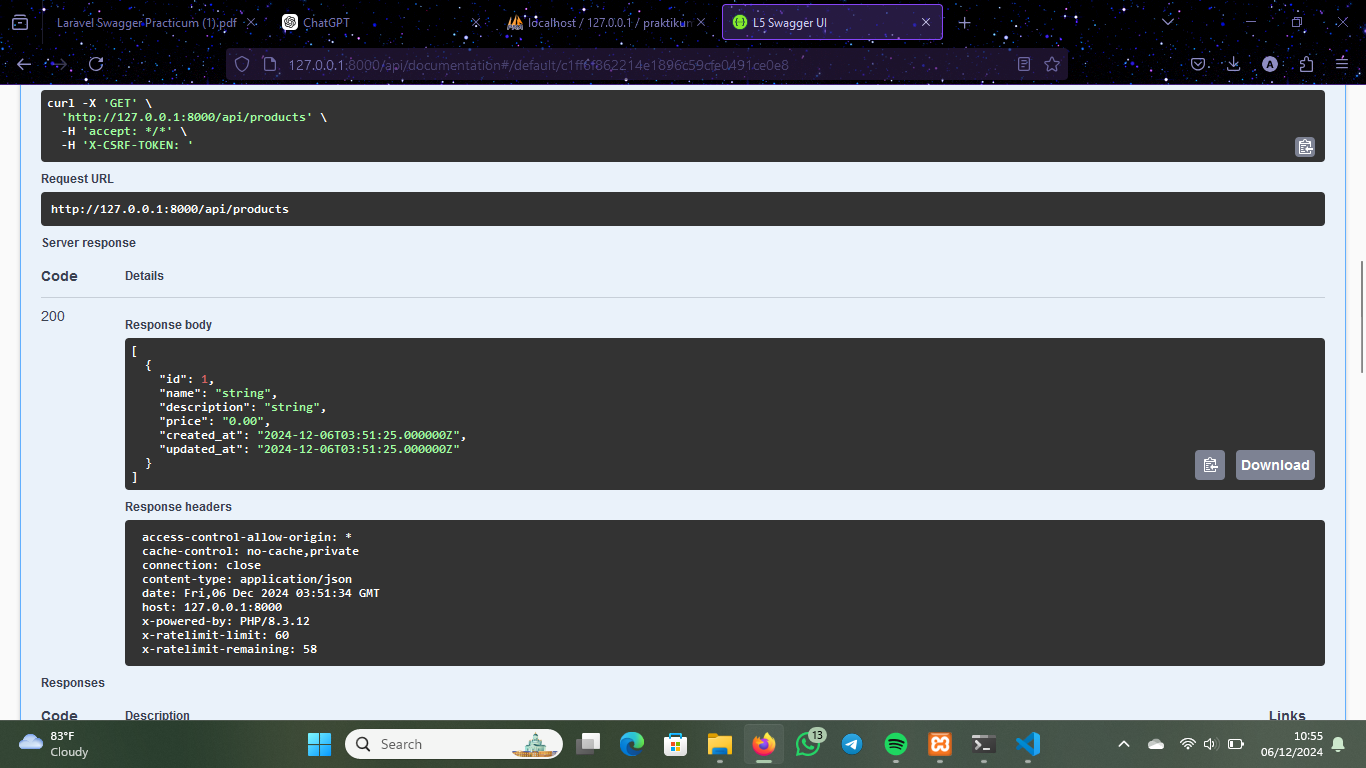 Laravel Swagger Practicum (1).pdf
ChatGPT
localhost / 127.0.0.1 / praktikur
L5 Swagger UI
127.0.0.1:8000/api/documentation#/default/c1ff6f862214e1896c59cfe0491ce0e8
curl -X 'GET' \
'http://127.0.0.1:8000/api/products' \
-H 'accept: */*' \
-H 'X-CSRF-TOKEN: '
Request URL
http://127.0.0.1:8000/api/products
Server response
Code Details
200
Response body
[
{
"id": 1,
"name": "string",
"description": "string",
"price": "0.00",
"created_at": "2024-12-06T03:51:25.000000Z",
"updated_at": "2024-12-06T03:51:25.000000Z"
}
]
Download
Response headers
access-control-allow-origin: *
cache-control: no-cache,private
connection: close
content-type: application/json
date: Fri,06 Dec 2024 03:51:34 GMT
host: 127.0.0.1:8000
x-powered-by: PHP/8.3.12
x-ratelimit-limit: 60
x-ratelimit-remaining: 58
Responses
Code Description Links
83°F
Cloudy
Search
13
10:55
06/12/2024